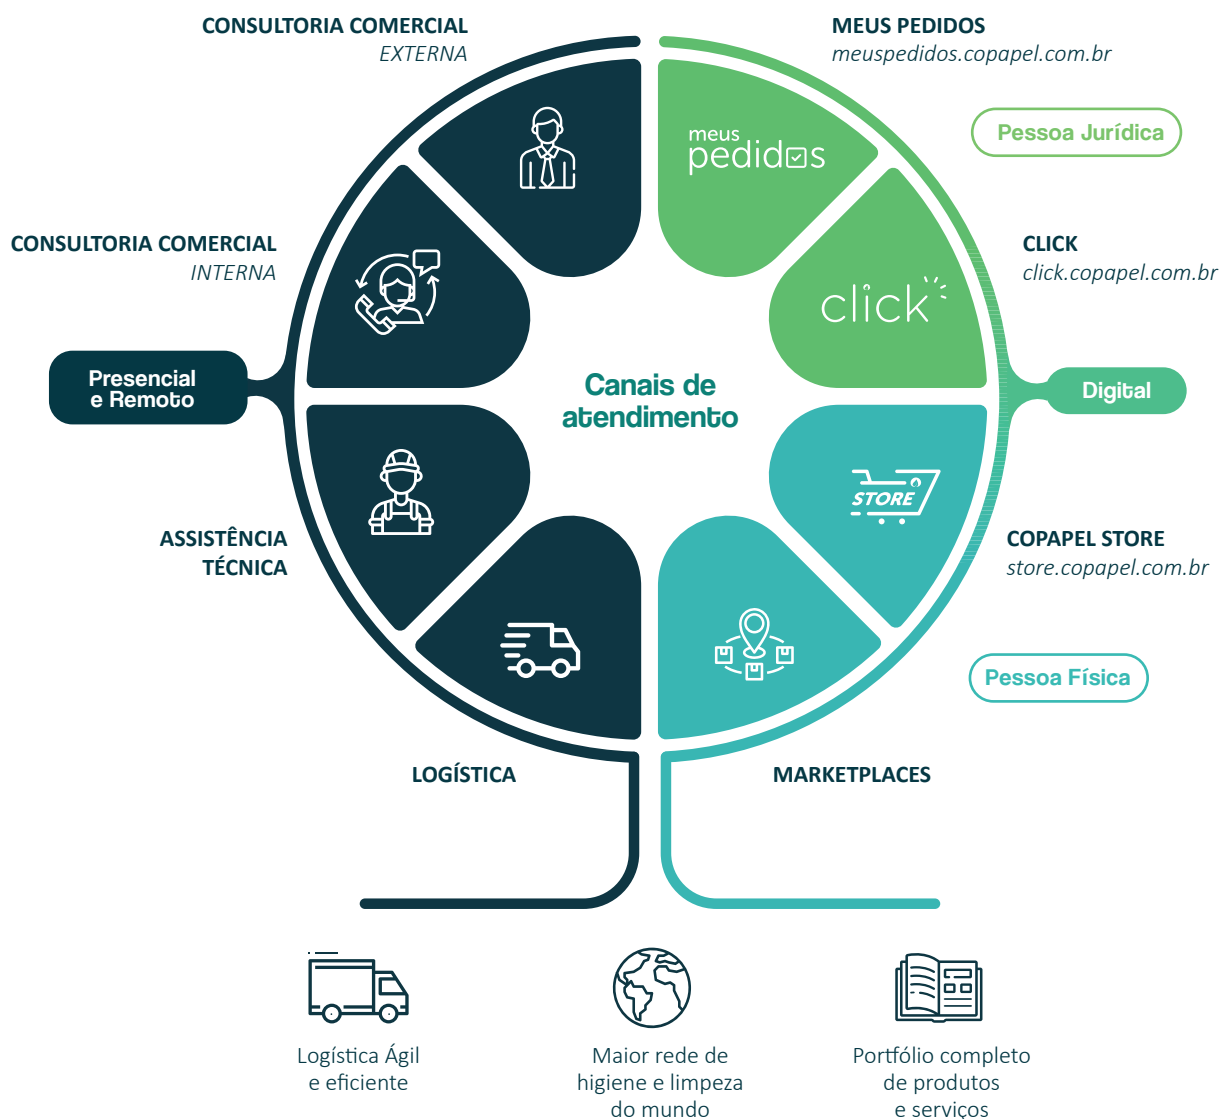 CONSULTORIA COMERCIAL
EXTERNA
MEUS PEDIDOS
meuspedidos.copapel.com.br
Pessoa Jurídica
meus
pedidos
CONSULTORIA COMERCIAL
INTERNA
CLICK
click.copapel.com.br
click
Presencial
e Remoto
Canais de
atendimento
Digital
STORE
ASSISTÊNCIA
TÉCNICA
COPAPEL STORE
store.copapel.com.br
Pessoa Física
LOGÍSTICA
MARKETPLACES
Logística Ágil
e eficiente
Maior rede de
higiene e limpeza
do mundo
Portfólio completo
de produtos
e serviços